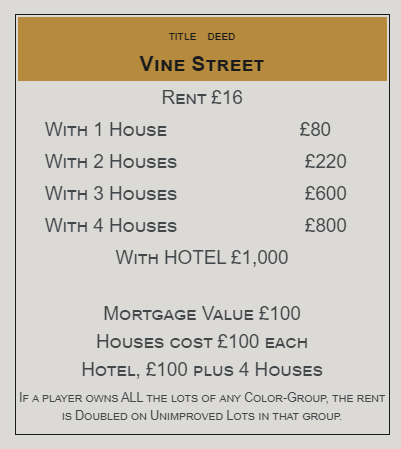 TITLE DEED
VINE STREET
RENT £16
WITH 1 HOUSE £80
WITH 2 HOUSES £220
WITH 3 HOUSES £600
WITH 4 HOUSES £800
WITH HOTEL £1,000
MORTGAGE VALUE £100
HOUSES COST £100 EACH
HOTEL, £100 PLUS 4 HOUSES
IF A PLAYER OWNS ALL THE LOTS OF ANY COLOR-GROUP, THE RENT
IS DOUBLED ON UNIMPROVED LOTS IN THAT GROUP.